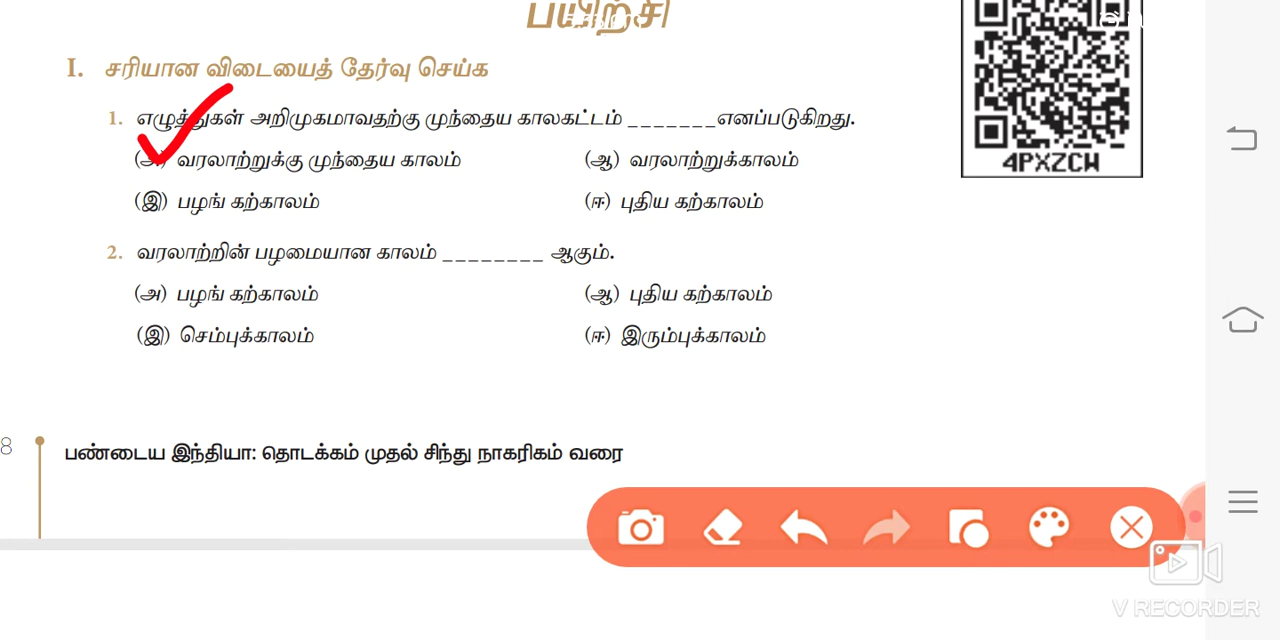 பயிற்சி
I. சரியான விடையைத் தேர்வு செய்க
1. எழுத்துகள் அறிமுகமாவதற்கு முந்தைய காலகட்டம் _______எனப்படுகிறது.
(அ) வரலாற்றுக்கு முந்தைய காலம் (ஆ) வரலாற்றுக்காலம்
(இ) பழங் கற்காலம் (ஈ) புதிய கற்காலம்
4PXZCW
2. வரலாற்றின் பழமையான காலம் ________ ஆகும்.
(அ) பழங் கற்காலம் (ஆ) புதிய கற்காலம்
(இ) செம்புக்காலம் (ஈ) இரும்புக்காலம்
8 பண்டைய இந்தியா: தொடக்கம் முதல் சிந்து நாகரிகம் வரை
V RECORDER